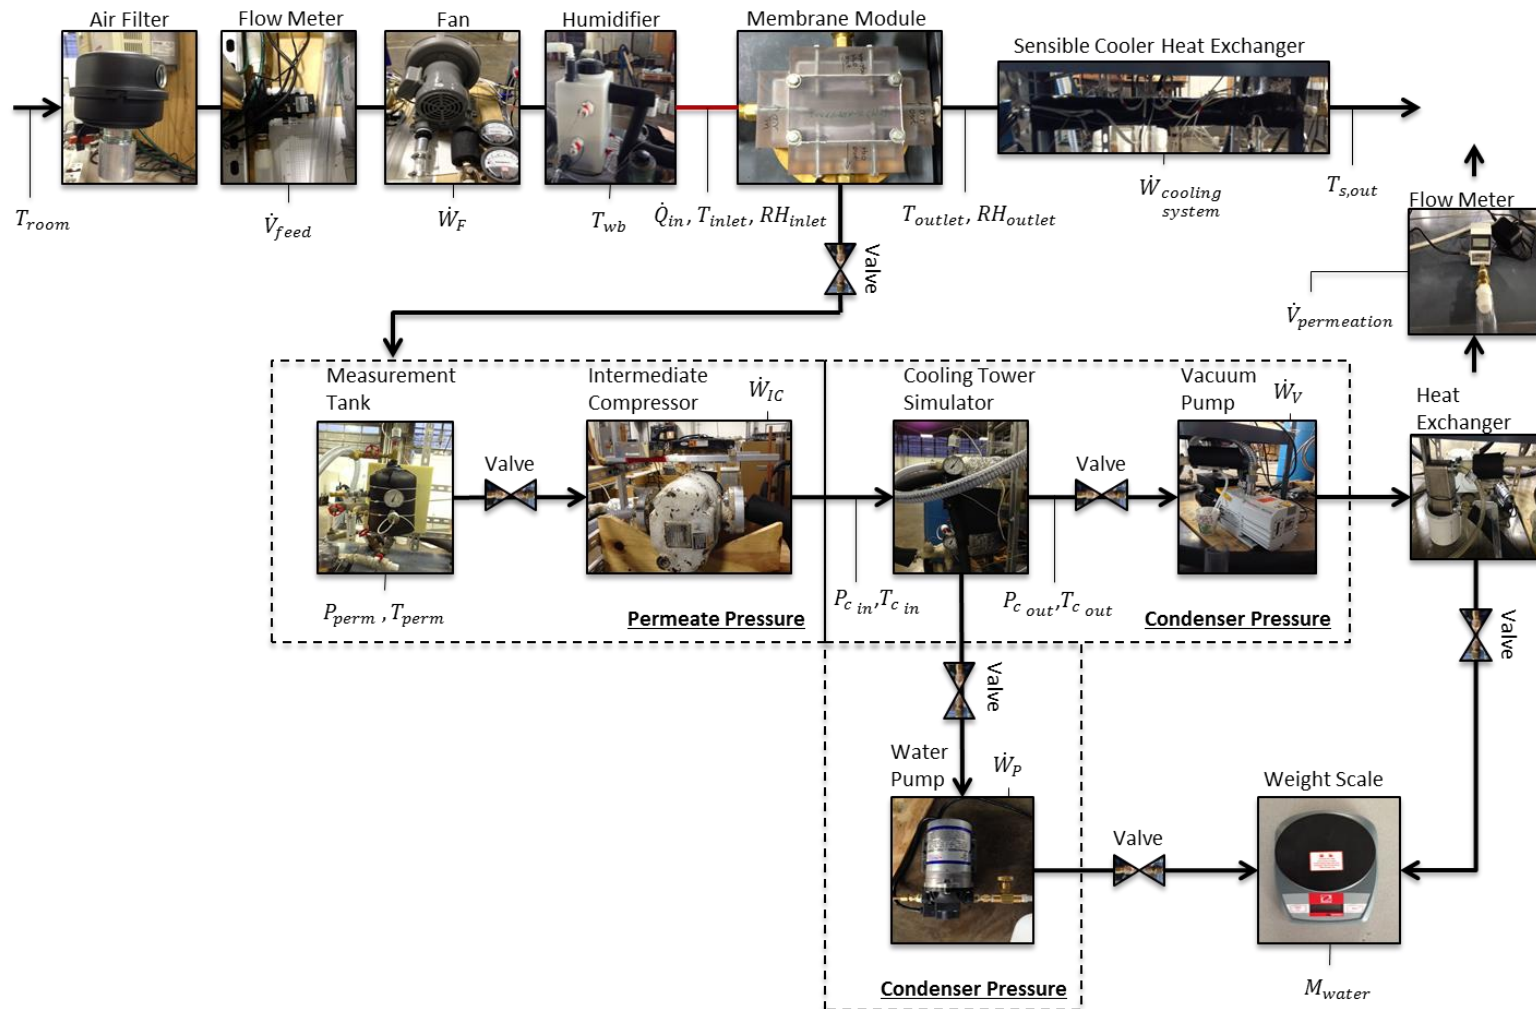 Air Filter
Flow Meter
Fan
Humidifier
Membrane Module
Sensible Cooler Heat Exchanger
T_room
V̇_feed
Ẇ_F
T_wb
Q̇_in, T_inlet, RH_inlet
T_outlet, RH_outlet
Ẇ_cooling system
T_s,out
Flow Meter
V̇_permeation
Valve
Measurement
Tank
Valve
Intermediate
Compressor
Ẇ_IC
Cooling Tower
Simulator
Valve
Vacuum
Pump
Ẇ_V
Heat
Exchanger
P_perm , T_perm
Permeate Pressure
P_c in, T_c in
P_c out, T_c out
Condenser Pressure
Valve
Valve
Water
Pump
Ẇ_P
Valve
Weight Scale
Condenser Pressure
M_water